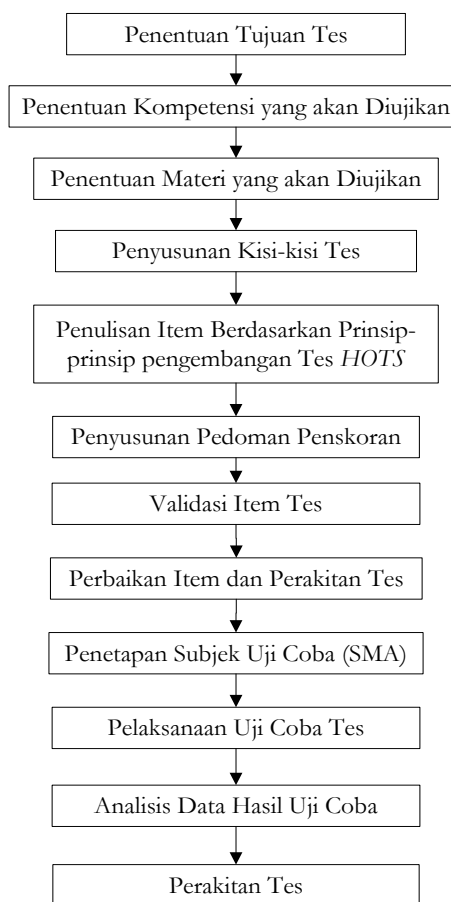 Penentuan Tujuan Tes
Penentuan Kompetensi yang akan Diujikan
Penentuan Materi yang akan Diujikan
Penyusunan Kisi-kisi Tes
Penulisan Item Berdasarkan Prinsip-
prinsip pengembangan Tes HOTS
Penyusunan Pedoman Penskoran
Validasi Item Tes
Perbaikan Item dan Perakitan Tes
Penetapan Subjek Uji Coba (SMA)
Pelaksanaan Uji Coba Tes
Analisis Data Hasil Uji Coba
Perakitan Tes